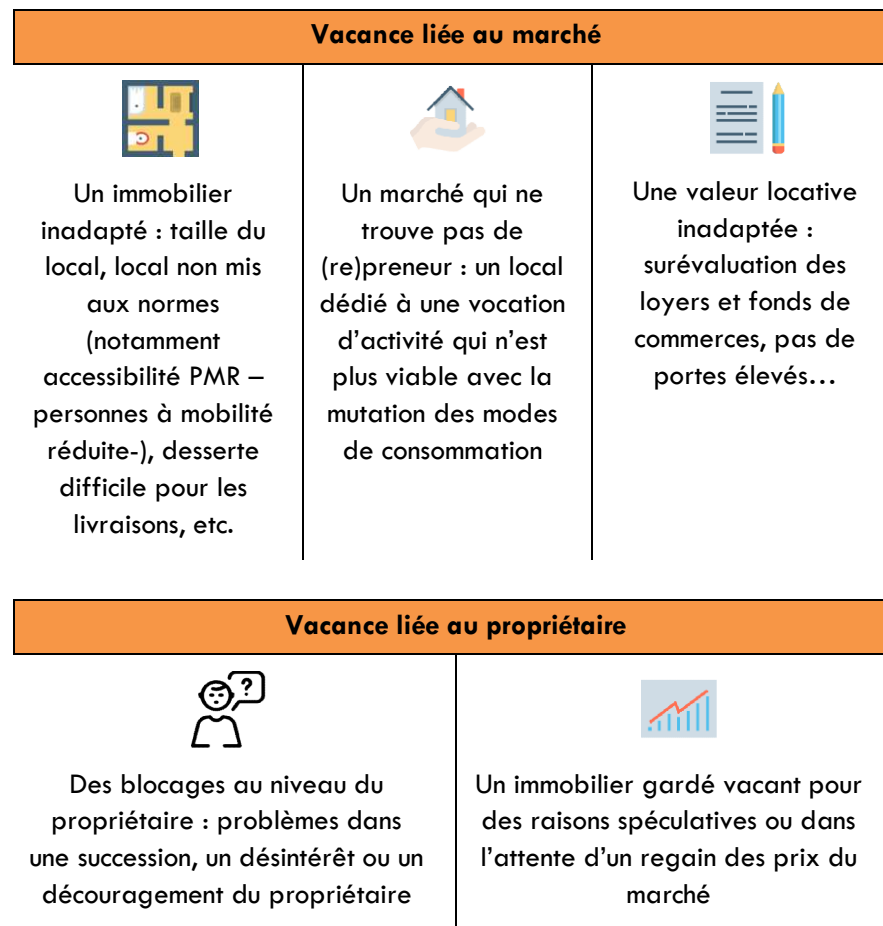 Vacance liée au marché
Un immobilier
inadapté : taille du
local, local non mis
aux normes
(notamment
accessibilité PMR –
personnes à mobilité
réduite-), desserte
difficile pour les
livraisons, etc.
Un marché qui ne
trouve pas de
(re)preneur : un local
dédié à une vocation
d’activité qui n’est
plus viable avec la
mutation des modes
de consommation
Une valeur locative
inadaptée :
surévaluation des
loyers et fonds de
commerces, pas de
portes élevés…
Vacance liée au propriétaire
?
Des blocages au niveau du
propriétaire : problèmes dans
une succession, un désintérêt ou un
découragement du propriétaire
Un immobilier gardé vacant pour
des raisons spéculatives ou dans
l’attente d’un regain des prix du
marché